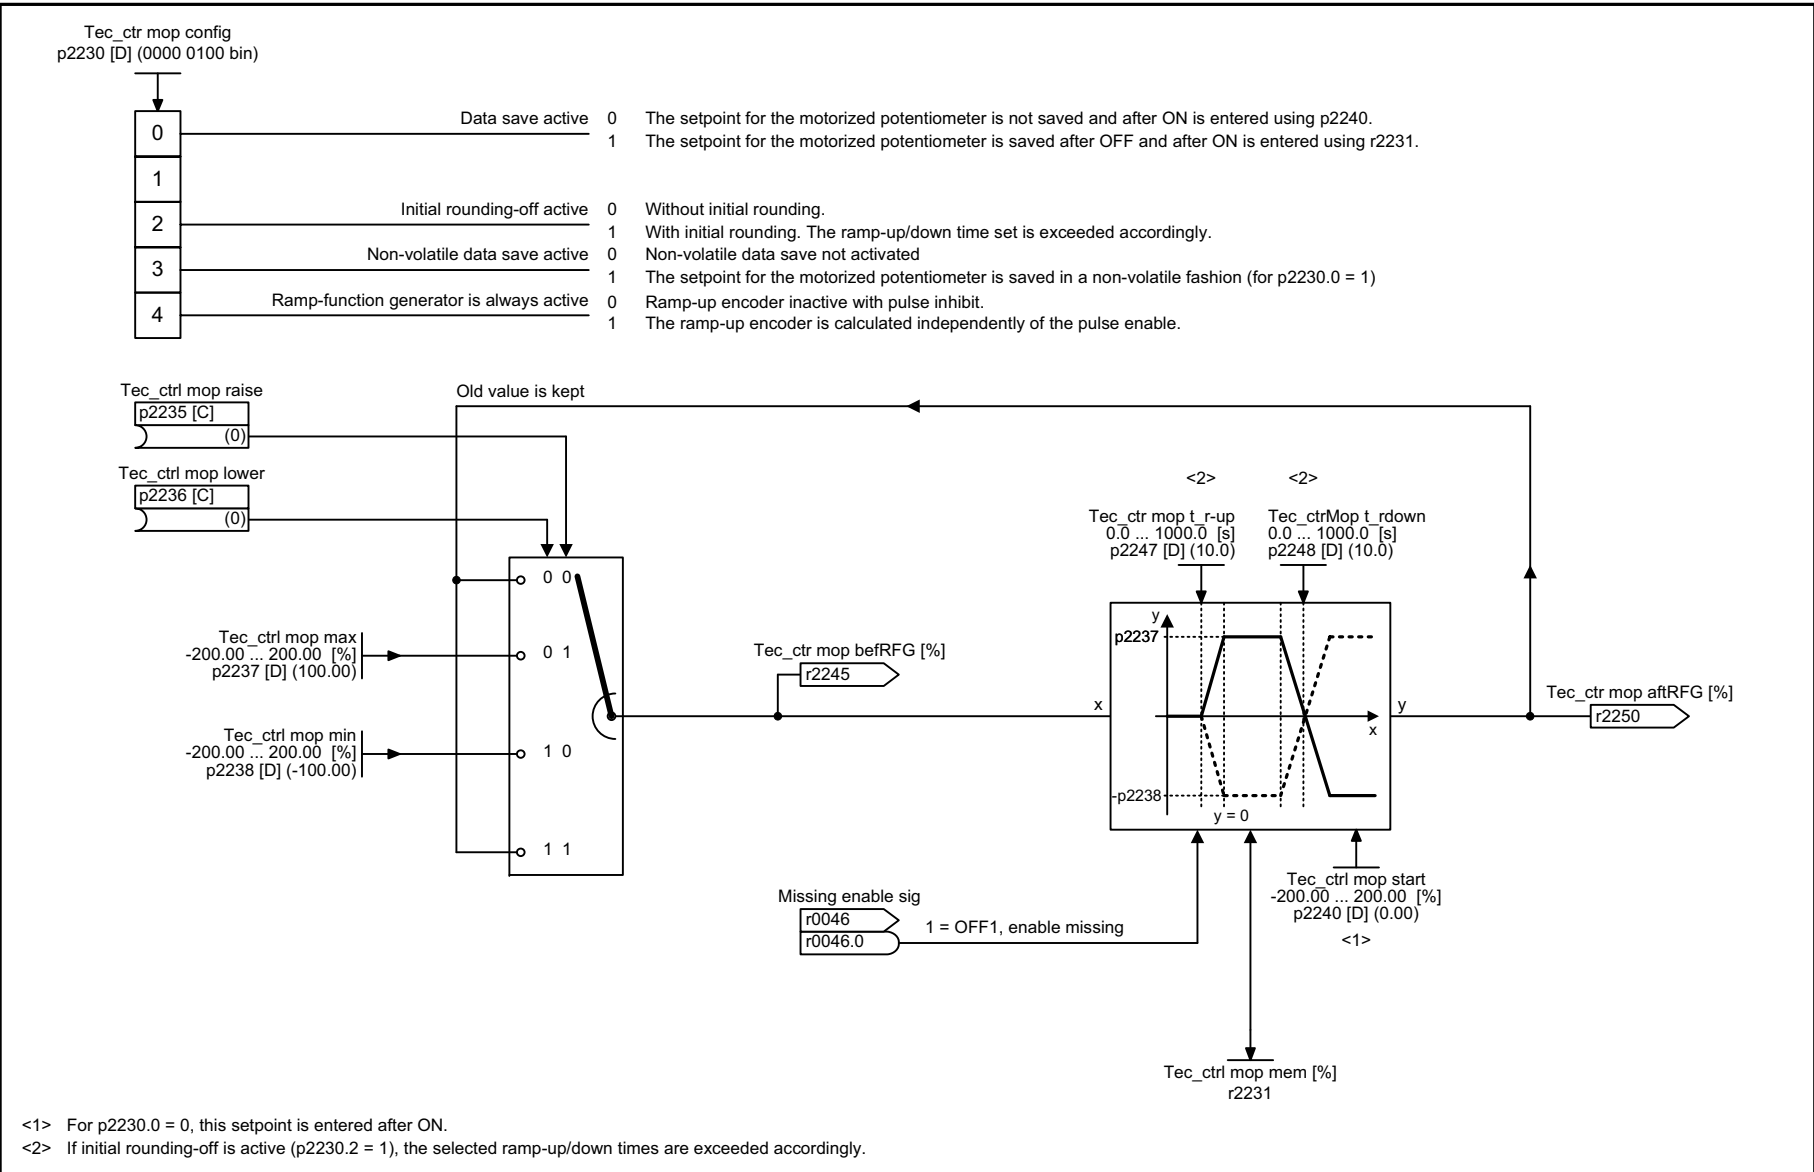 Tec_ctr mop config
p2230 [D] (0000 0100 bin)
0
1
2
3
4
Data save active 0 The setpoint for the motorized potentiometer is not saved and after ON is entered using p2240.
1 The setpoint for the motorized potentiometer is saved after OFF and after ON is entered using r2231.
Initial rounding-off active 0 Without initial rounding.
1 With initial rounding. The ramp-up/down time set is exceeded accordingly.
Non-volatile data save active 0 Non-volatile data save not activated
1 The setpoint for the motorized potentiometer is saved in a non-volatile fashion (for p2230.0 = 1)
Ramp-function generator is always active 0 Ramp-up encoder inactive with pulse inhibit.
1 The ramp-up encoder is calculated independently of the pulse enable.
Tec_ctrl mop raise
p2235 [C]
(0)
Old value is kept
Tec_ctrl mop lower
p2236 [C]
(0)
0 0
0 1
1 0
1 1
Tec_ctrl mop max
-200.00 ... 200.00 [%]
p2237 [D] (100.00)
Tec_ctrl mop min
-200.00 ... 200.00 [%]
p2238 [D] (-100.00)
Tec_ctr mop befRFG [%]
r2245
<2>
<2>
Tec_ctr mop t_r-up
0.0 ... 1000.0 [s]
p2247 [D] (10.0)
Tec_ctrMop t_rdown
0.0 ... 1000.0 [s]
p2248 [D] (10.0)
x
y
p2237
-p2238
x
y = 0
y
Tec_ctr mop aftRFG [%]
r2250
Missing enable sig
r0046
r0046.0
1 = OFF1, enable missing
Tec_ctrl mop start
-200.00 ... 200.00 [%]
p2240 [D] (0.00)
<1>
Tec_ctrl mop mem [%]
r2231
<1> For p2230.0 = 0, this setpoint is entered after ON.
<2> If initial rounding-off is active (p2230.2 = 1), the selected ramp-up/down times are exceeded accordingly.